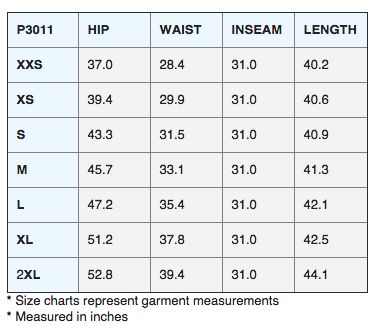 P3011 HIP WAIST INSEAM LENGTH
XXS 37.0 28.4 31.0 40.2
XS 39.4 29.9 31.0 40.6
S 43.3 31.5 31.0 40.9
M 45.7 33.1 31.0 41.3
L 47.2 35.4 31.0 42.1
XL 51.2 37.8 31.0 42.5
2XL 52.8 39.4 31.0 44.1
* Size charts represent garment measurements
* Measured in inches